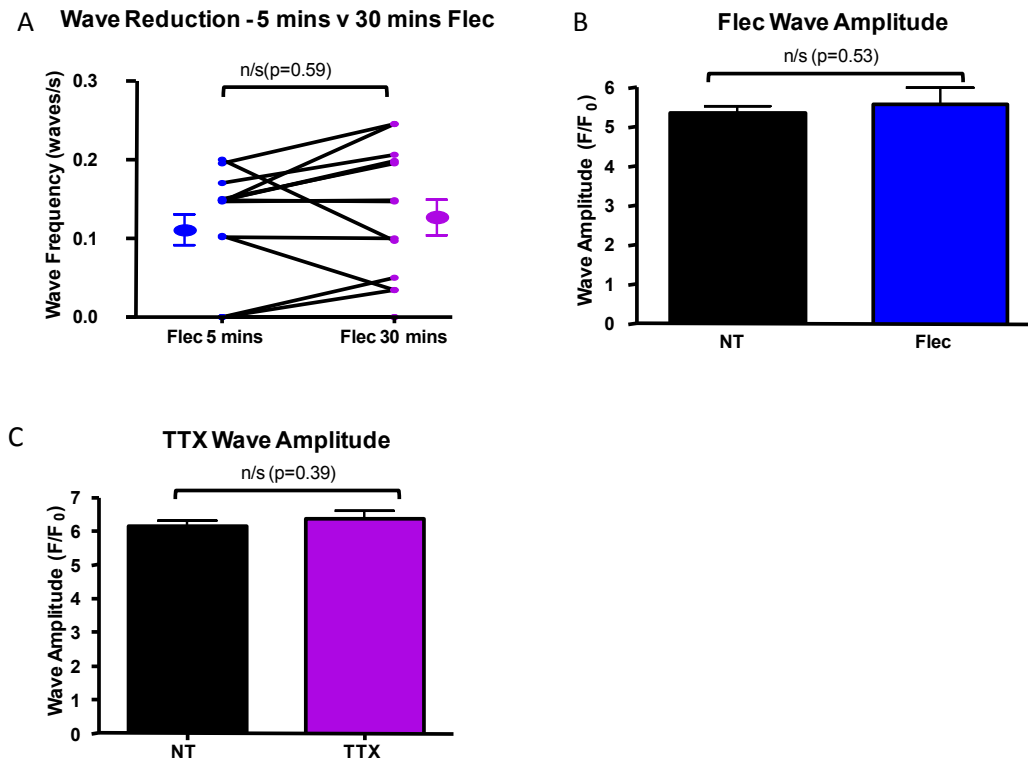 A
Wave Reduction - 5 mins v 30 mins Flec
n/s(p=0.59)
Wave Frequency (waves/s)
0.3
0.2
0.1
0.0
Flec 5 mins
Flec 30 mins
B
Flec Wave Amplitude
n/s (p=0.53)
Wave Amplitude (F/F0)
6
5
4
3
2
1
0
NT
Flec
C
TTX Wave Amplitude
n/s (p=0.39)
Wave Amplitude (F/F0)
7
6
5
4
3
2
1
0
NT
TTX